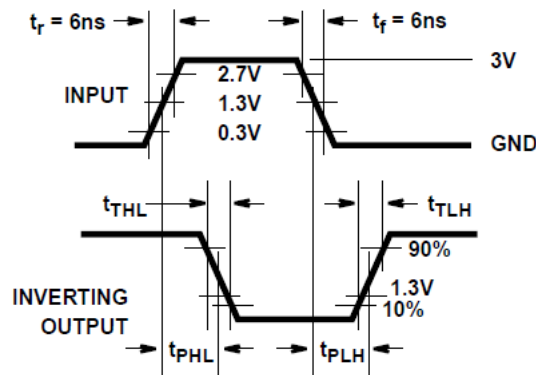 tr = 6ns
tf = 6ns
3V
2.7V
INPUT
1.3V
0.3V
GND
tTHL
tTLH
90%
1.3V
INVERTING
10%
OUTPUT
tPHL
tPLH